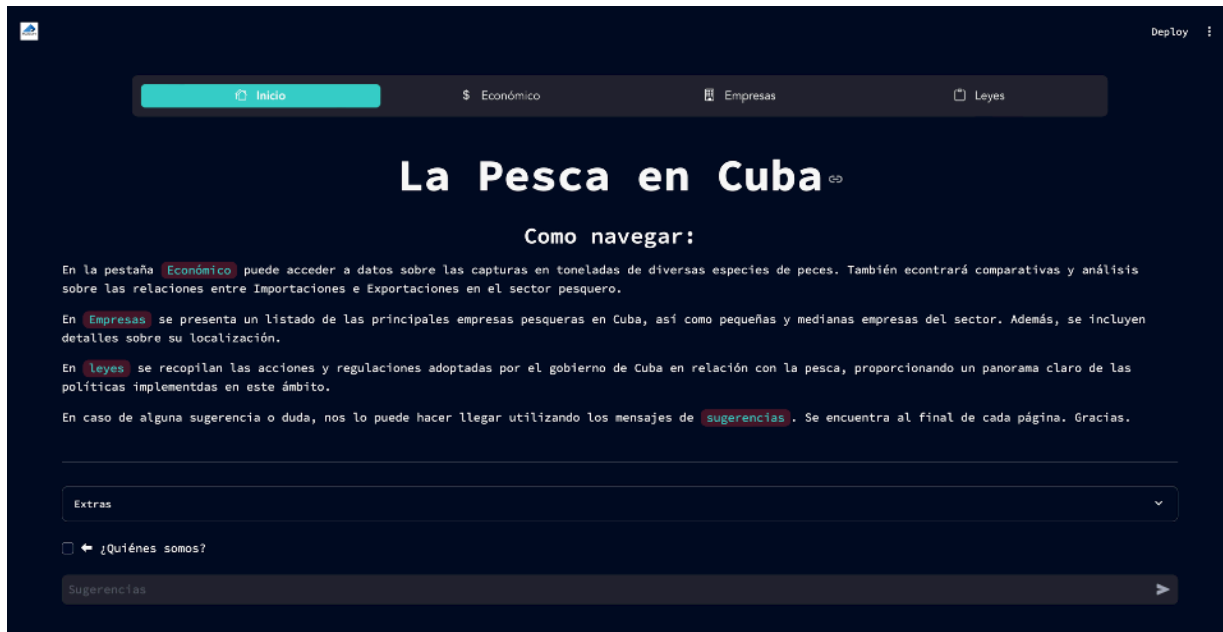 Deploy
Inicio
$ Económico
Empresas
Leyes
La Pesca en Cuba
Como navegar:
En la pestaña Económico puede acceder a datos sobre las capturas en toneladas de diversas especies de peces. También econtrará comparativas y análisis
sobre las relaciones entre Importaciones e Exportaciones en el sector pesquero.
En Empresas se presenta un listado de las principales empresas pesqueras en Cuba, así como pequeñas y medianas empresas del sector. Además, se incluyen
detalles sobre su localización.
En leyes se recopilan las acciones y regulaciones adoptadas por el gobierno de Cuba en relación con la pesca, proporcionando un panorama claro de las
políticas implementdas en este ámbito.
En caso de alguna sugerencia o duda, nos lo puede hacer llegar utilizando los mensajes de sugerencias. Se encuentra al final de cada página. Gracias.
Extras
¿Quiénes somos?
Sugerencias